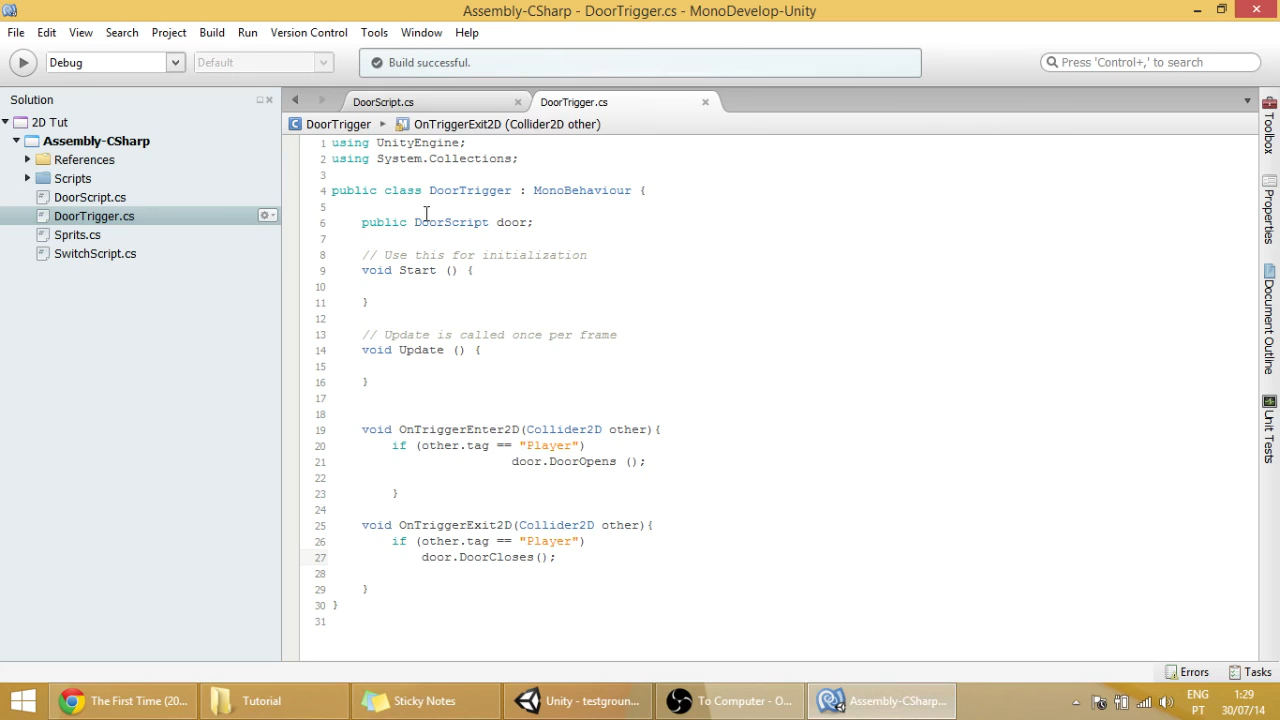 Assembly-CSharp - DoorTrigger.cs - MonoDevelop-Unity
File Edit View Search Project Build Run Version Control Tools Window Help
Debug Default Build successful. Press 'Control+,' to search
Solution
2D Tut
Assembly-CSharp
References
Scripts
DoorScript.cs
DoorTrigger.cs
Sprits.cs
SwitchScript.cs
DoorScript.cs DoorTrigger.cs
DoorTrigger OnTriggerExit2D (Collider2D other)
1 using UnityEngine;
2 using System.Collections;
3
4 public class DoorTrigger : MonoBehaviour {
5
6 public DoorScript door;
7
8 // Use this for initialization
9 void Start () {
10
11 }
12
13 // Update is called once per frame
14 void Update () {
15
16 }
17
18
19 void OnTriggerEnter2D(Collider2D other){
20 if (other.tag == "Player")
21 door.DoorOpens ();
22
23 }
24
25 void OnTriggerExit2D(Collider2D other){
26 if (other.tag == "Player")
27 door.DoorCloses();
28
29 }
30 }
31
Toolbox
Document Outline
Unit Tests
Errors Tasks
The First Time (20... Tutorial Sticky Notes Unity - testgroun... To Computer - O... Assembly-CSharp...
ENG
PT
1:29
30/07/14